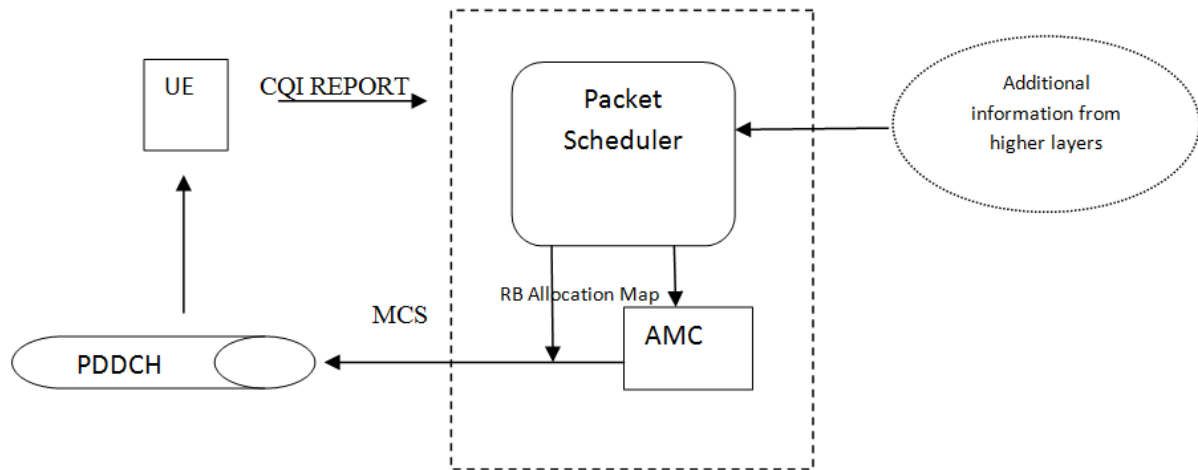 UE
CQI REPORT
Packet
Scheduler
Additional
information from
higher layers
RB Allocation Map
MCS
AMC
PDDCH